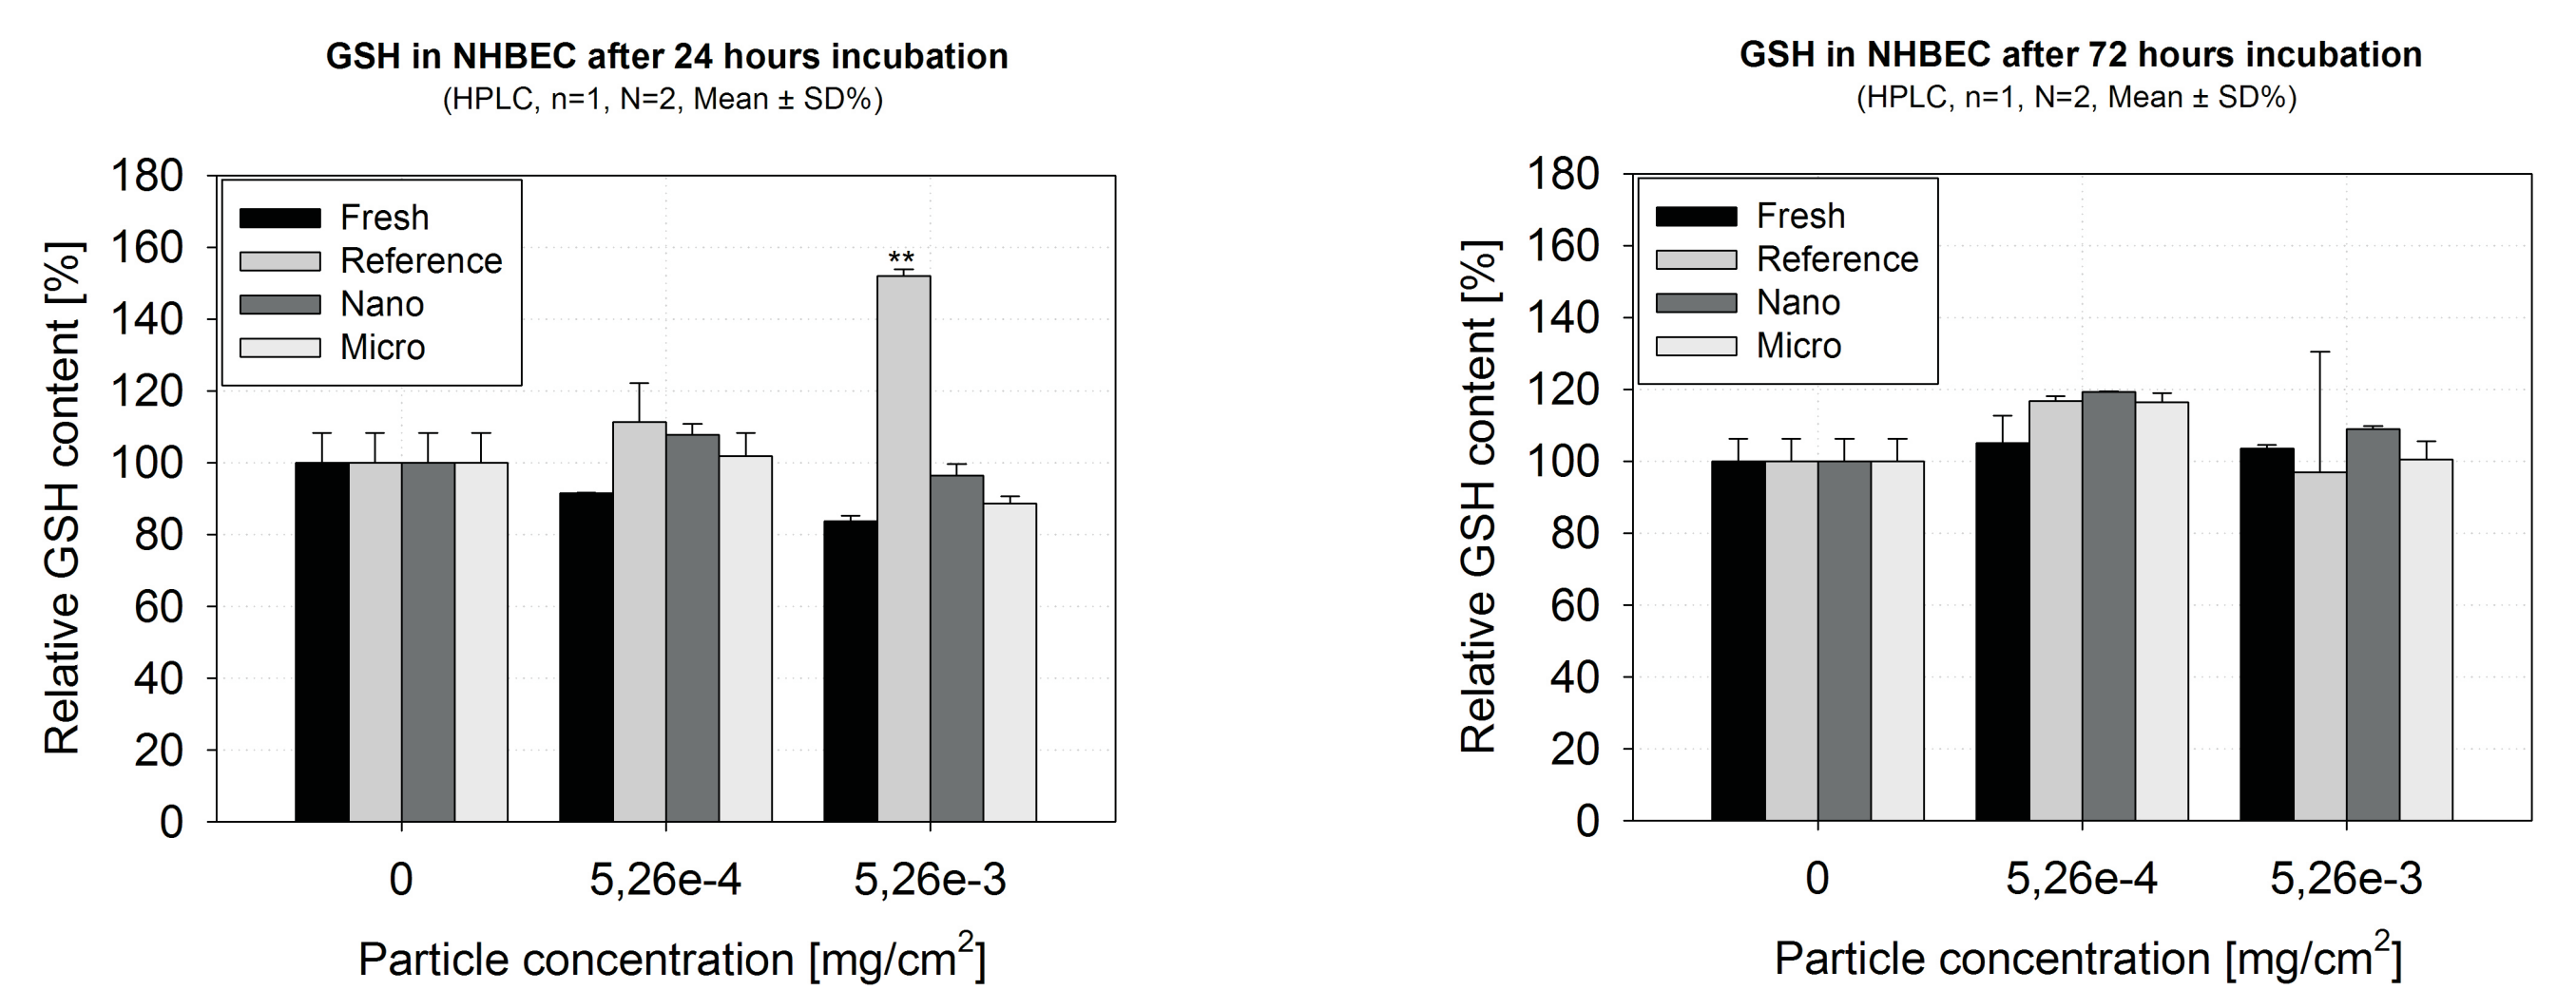 GSH in NHBEC after 24 hours incubation
(HPLC, n=1, N=2, Mean ± SD%)
Relative GSH content [%]
180
160
140
120
100
80
60
40
20
0
Fresh
Reference
Nano
Micro
**
0
5,26e-4
5,26e-3
Particle concentration [mg/cm²]
GSH in NHBEC after 72 hours incubation
(HPLC, n=1, N=2, Mean ± SD%)
Relative GSH content [%]
180
160
140
120
100
80
60
40
20
0
Fresh
Reference
Nano
Micro
0
5,26e-4
5,26e-3
Particle concentration [mg/cm²]